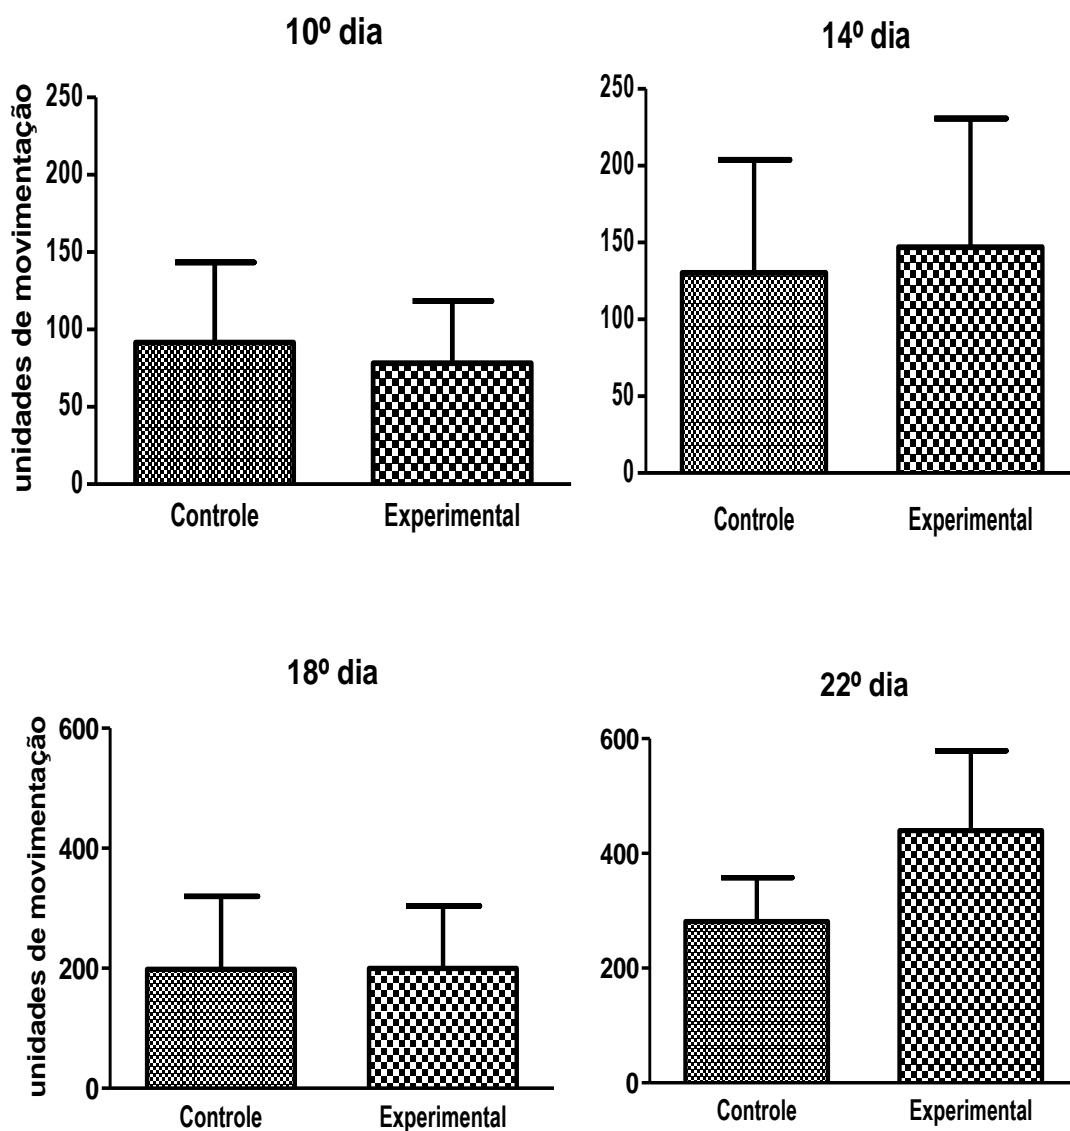 10º dia
unidades de movimentação
250
200
150
100
50
0
Controle
Experimental
14º dia
250
200
150
100
50
0
Controle
Experimental
18º dia
unidades de movimentação
600
400
200
0
Controle
Experimental
22º dia
600
400
200
0
Controle
Experimental